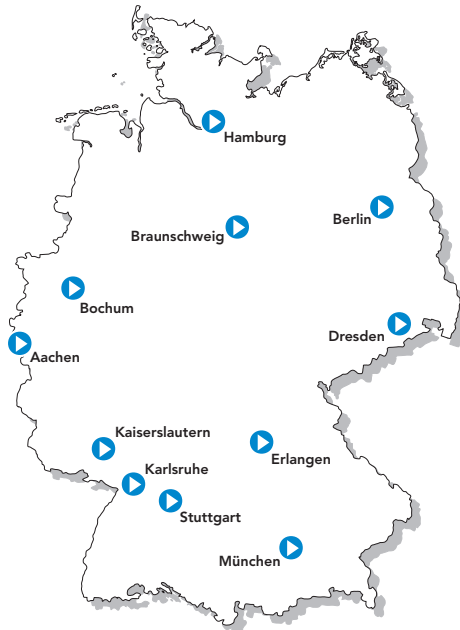 Hamburg
Berlin
Braunschweig
Bochum
Dresden
Aachen
Kaiserslautern
Erlangen
Karlsruhe
Stuttgart
München